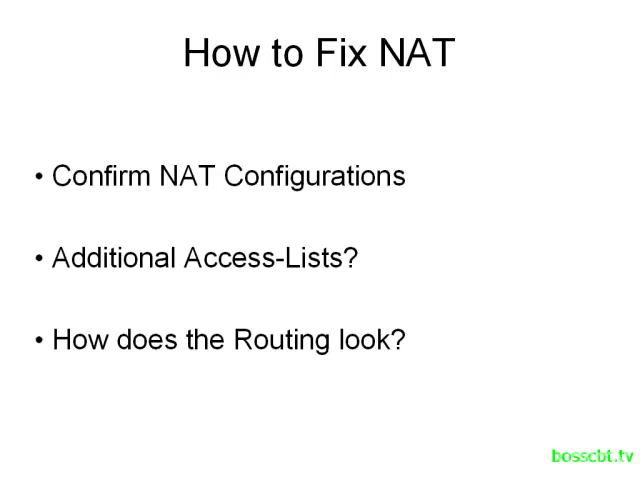 How to Fix NAT
• Confirm NAT Configurations
• Additional Access-Lists?
• How does the Routing look?
bosscbt.tv